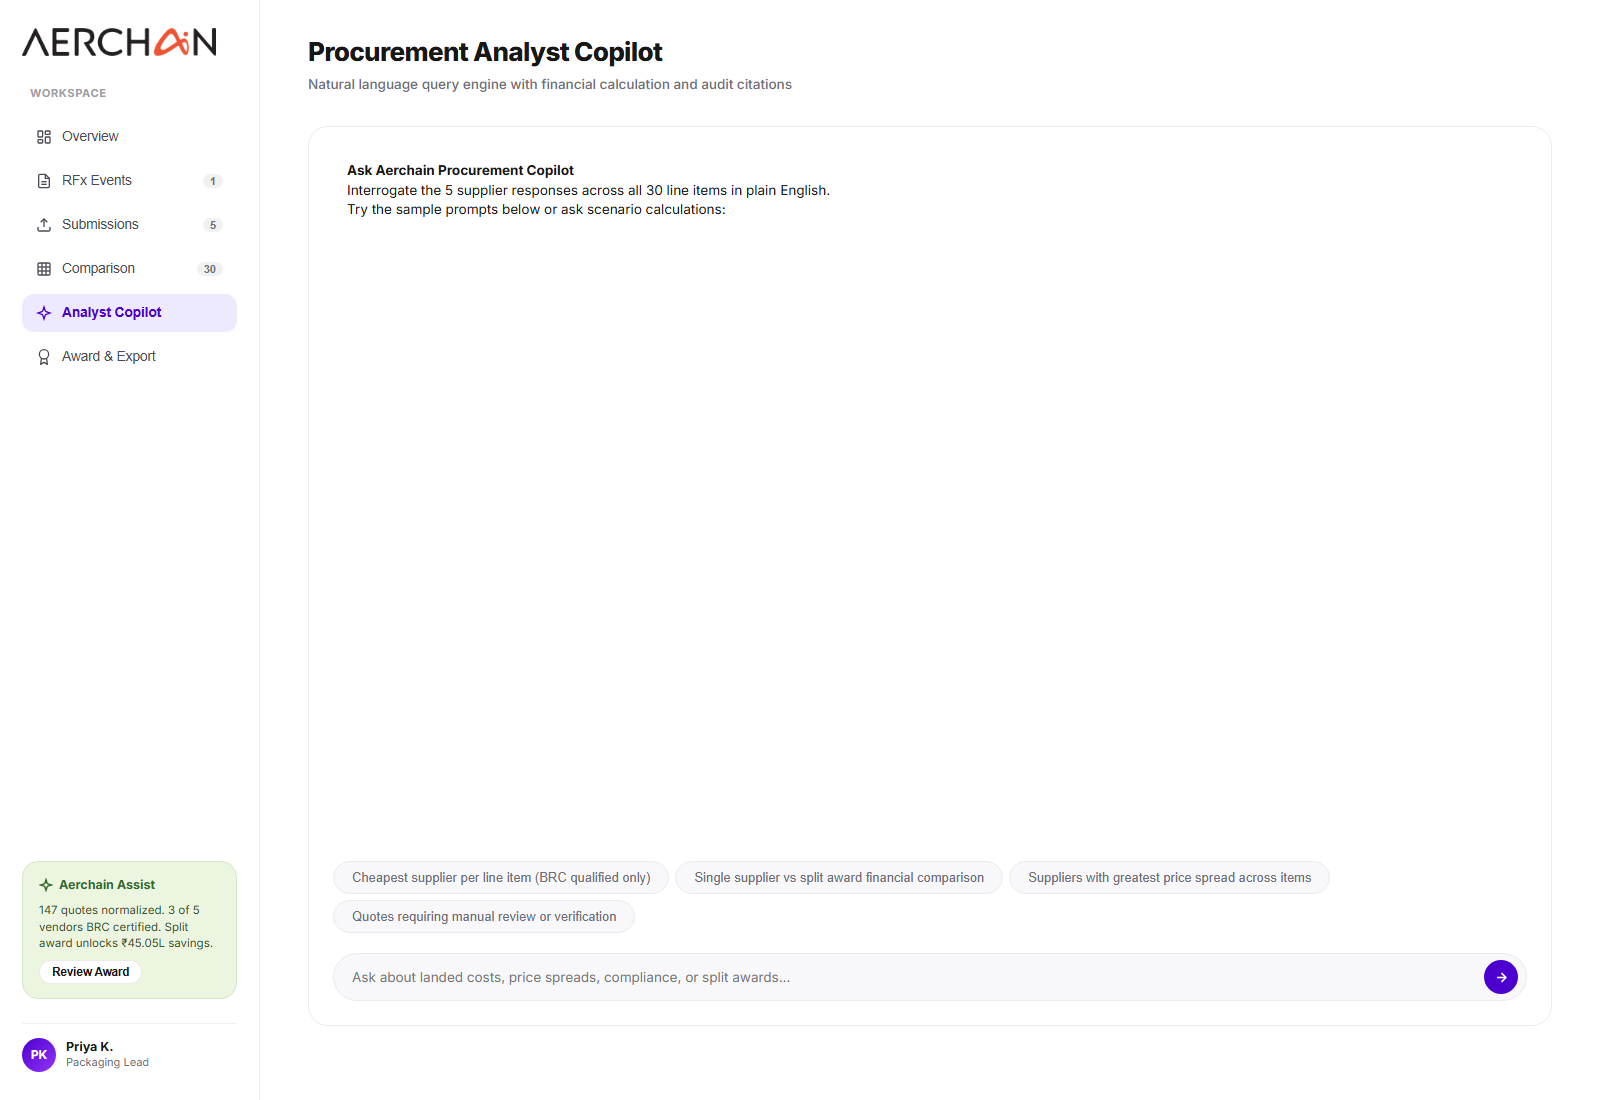 AERCHAIN
WORKSPACE
Overview
RFx Events 1
Submissions 5
Comparison 30
Analyst Copilot
Award & Export
Aerchain Assist
147 quotes normalized. 3 of 5
vendors BRC certified. Split
award unlocks ₹45.05L savings.
Review Award
PK
Priya K.
Packaging Lead
Procurement Analyst Copilot
Natural language query engine with financial calculation and audit citations
Ask Aerchain Procurement Copilot
Interrogate the 5 supplier responses across all 30 line items in plain English.
Try the sample prompts below or ask scenario calculations:
Cheapest supplier per line item (BRC qualified only)
Single supplier vs split award financial comparison
Suppliers with greatest price spread across items
Quotes requiring manual review or verification
Ask about landed costs, price spreads, compliance, or split awards...